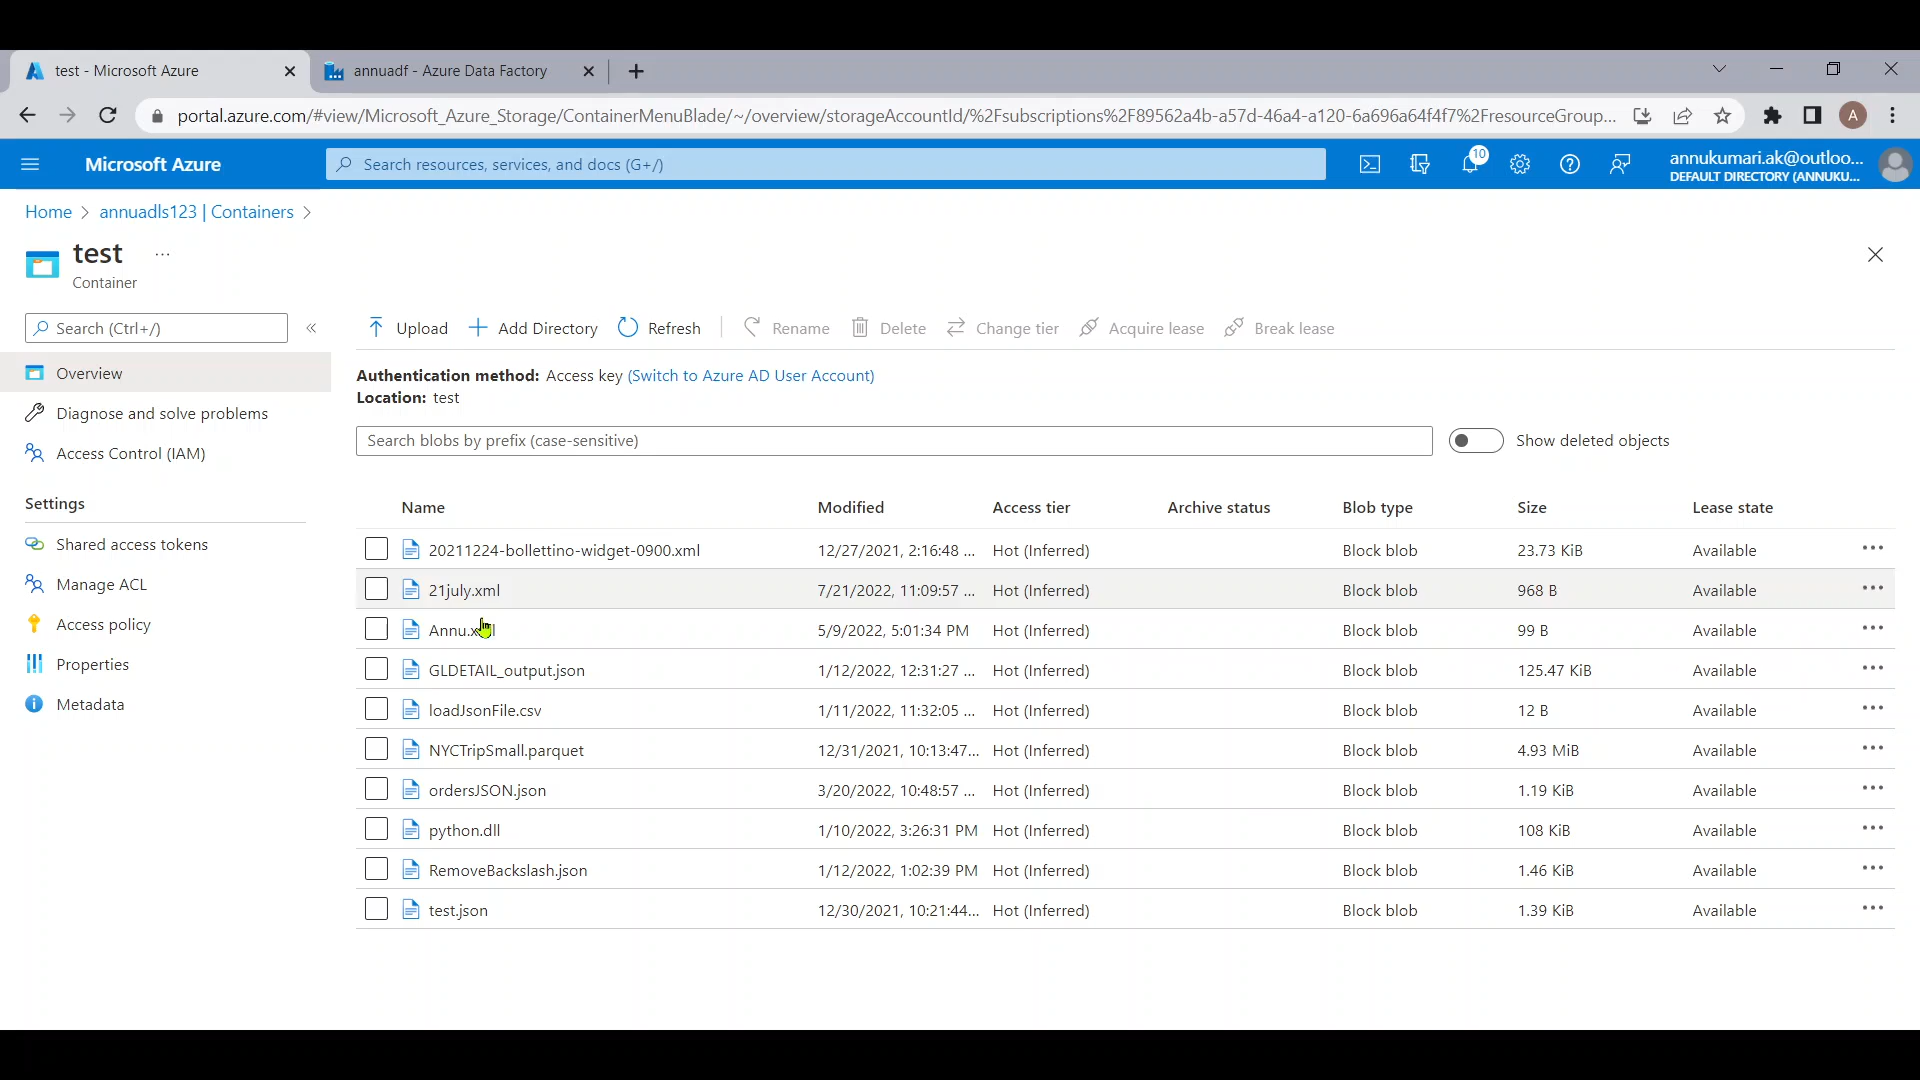 test - Microsoft Azure
annuadf - Azure Data Factory
portal.azure.com/#view/Microsoft_Azure_Storage/ContainerMenuBlade/~/overview/storageAccountId/%2Fsubscriptions%2F89562a4b-a57d-46a4-a120-6a696a64f4f7%2FresourceGroup...
A
Microsoft Azure
Search resources, services, and docs (G+/)
10
annukumari.ak@outloo...
DEFAULT DIRECTORY (ANNUKU...
Home > annuadls123 | Containers >
test ...
Container
Search (Ctrl+/) «
Upload Add Directory Refresh Rename Delete Change tier Acquire lease Break lease
Overview
Diagnose and solve problems
Access Control (IAM)
Settings
Shared access tokens
Manage ACL
Access policy
Properties
Metadata
Authentication method: Access key (Switch to Azure AD User Account)
Location: test
Search blobs by prefix (case-sensitive)
Show deleted objects
Name Modified Access tier Archive status Blob type Size Lease state
20211224-bollettino-widget-0900.xml 12/27/2021, 2:16:48 ... Hot (Inferred) Block blob 23.73 KiB Available ...
21july.xml 7/21/2022, 11:09:57 ... Hot (Inferred) Block blob 968 B Available ...
Annu.xml 5/9/2022, 5:01:34 PM Hot (Inferred) Block blob 99 B Available ...
GLDETAIL_output.json 1/12/2022, 12:31:27 ... Hot (Inferred) Block blob 125.47 KiB Available ...
loadJsonFile.csv 1/11/2022, 11:32:05 ... Hot (Inferred) Block blob 12 B Available ...
NYCTripSmall.parquet 12/31/2021, 10:13:47... Hot (Inferred) Block blob 4.93 MiB Available ...
ordersJSON.json 3/20/2022, 10:48:57 ... Hot (Inferred) Block blob 1.19 KiB Available ...
python.dll 1/10/2022, 3:26:31 PM Hot (Inferred) Block blob 108 KiB Available ...
RemoveBackslash.json 1/12/2022, 1:02:39 PM Hot (Inferred) Block blob 1.46 KiB Available ...
test.json 12/30/2021, 10:21:44... Hot (Inferred) Block blob 1.39 KiB Available ...